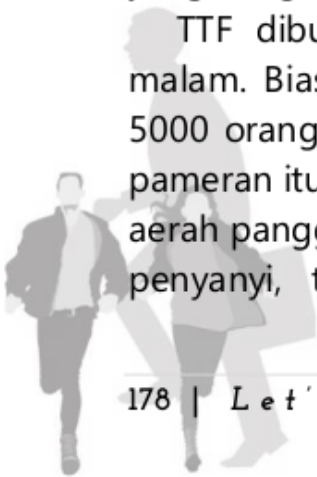 TTF dibu
malam. Bias
5000 orang
pameran itu
aerah pangg
penyanyi, t
178 | Let'